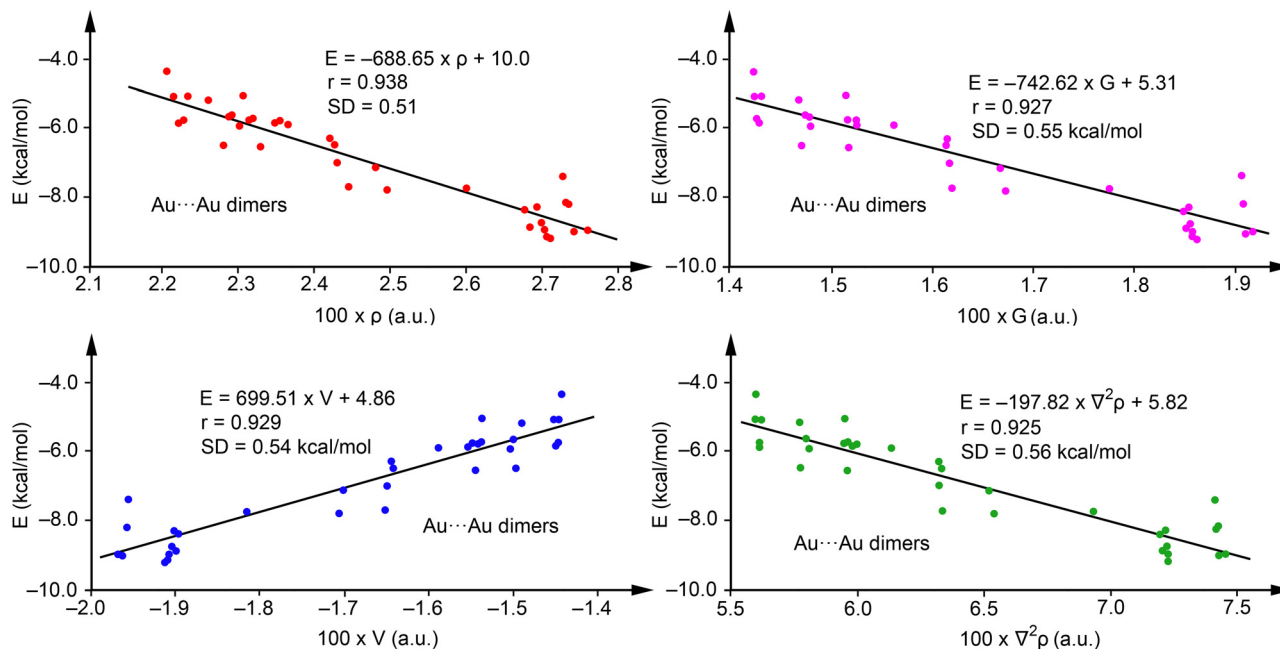 E (kcal/mol)
−4.0
−6.0
−8.0
−10.0
E = −688.65 x ρ + 10.0
r = 0.938
SD = 0.51
Au···Au dimers
2.1 2.2 2.3 2.4 2.5 2.6 2.7 2.8
100 x ρ (a.u.)
E (kcal/mol)
−4.0
−6.0
−8.0
−10.0
E = −742.62 x G + 5.31
r = 0.927
SD = 0.55 kcal/mol
Au···Au dimers
1.4 1.5 1.6 1.7 1.8 1.9
100 x G (a.u.)
E (kcal/mol)
−4.0
−6.0
−8.0
−10.0
E = 699.51 x V + 4.86
r = 0.929
SD = 0.54 kcal/mol
Au···Au dimers
−2.0 −1.9 −1.8 −1.7 −1.6 −1.5 −1.4
100 x V (a.u.)
E (kcal/mol)
−4.0
−6.0
−8.0
−10.0
E = −197.82 x ∇²ρ + 5.82
r = 0.925
SD = 0.56 kcal/mol
Au···Au dimers
5.5 6.0 6.5 7.0 7.5
100 x ∇²ρ (a.u.)